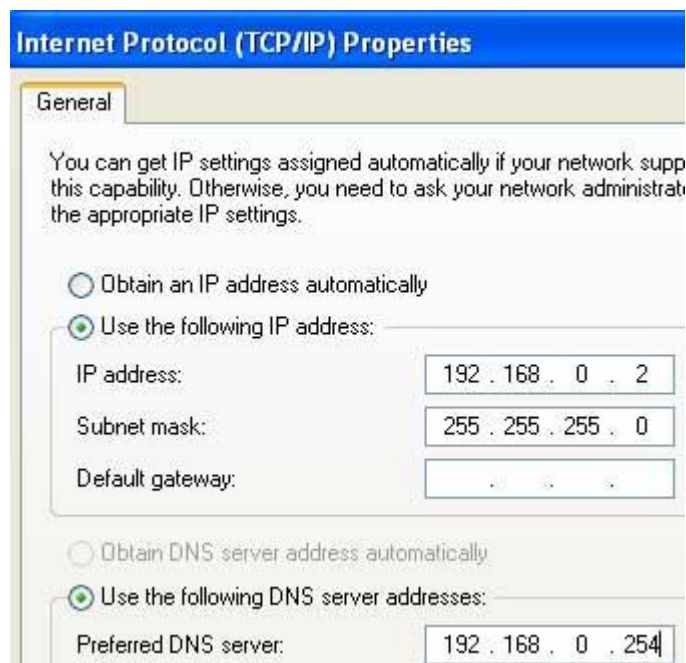 Internet Protocol (TCP/IP) Properties
General
You can get IP settings assigned automatically if your network
this capability. Otherwise, you need to ask your network
the appropriate IP settings.
Obtain an IP address automatically
Use the following IP address:
IP address: 192 . 168 . 0 . 2
Subnet mask: 255 . 255 . 255 . 0
Default gateway: . . .
Obtain DNS server address automatically
Use the following DNS server addresses:
Preferred DNS server: 192 . 168 . 0 . 254